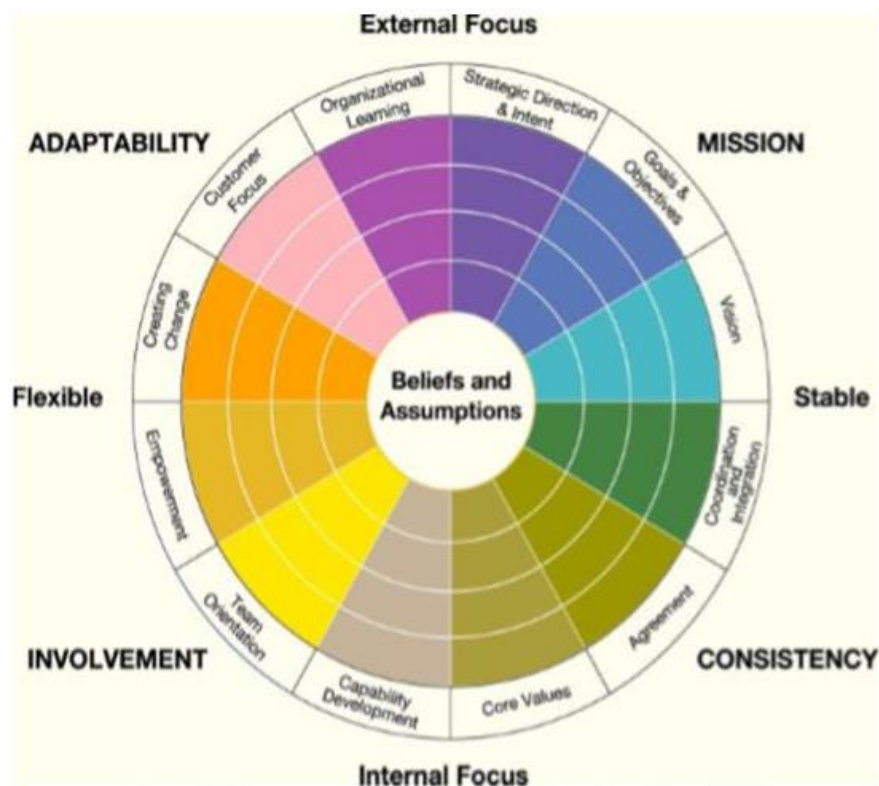 External Focus
Organizational
Learning
Strategic Direction
& Intent
ADAPTABILITY
MISSION
Customer
Focus
Goals &
Objectives
Creating
Change
Vision
Beliefs and
Assumptions
Flexible
Stable
Empowerment
Coordination
and
Integration
Team
Orientation
Agreement
INVOLVEMENT
CONSISTENCY
Capability
Development
Core Values
Internal Focus